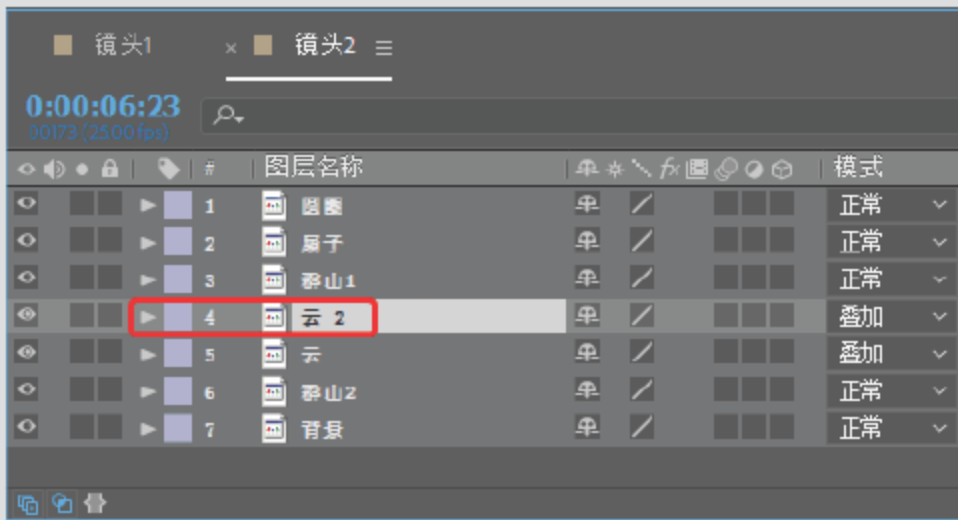 镜头1 × 镜头2
0:00:06:23
00173 (25.00 fps)
# 图层名称 fx 模式
1 正常
2 扇子 正常
3 群山1 正常
4 云 2 叠加
5 云 叠加
6 群山2 正常
7 背景 正常